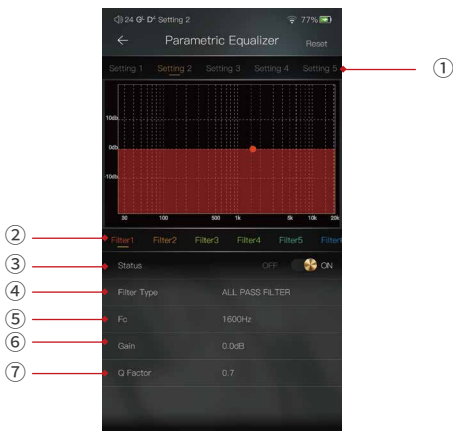 24 G L D C Setting 2 77%
Parametric Equalizer Reset
Setting 1 Setting 2 Setting 3 Setting 4 Setting 5 ①
10db
0db
-10db
30 100 500 1k 5k 10k 20k
② Filter1 Filter2 Filter3 Filter4 Filter5 Filter
③ Status OFF ON
④ Filter Type ALL PASS FILTER
⑤ Fc 1600Hz
⑥ Gain 0.0dB
⑦ Q Factor 0.7